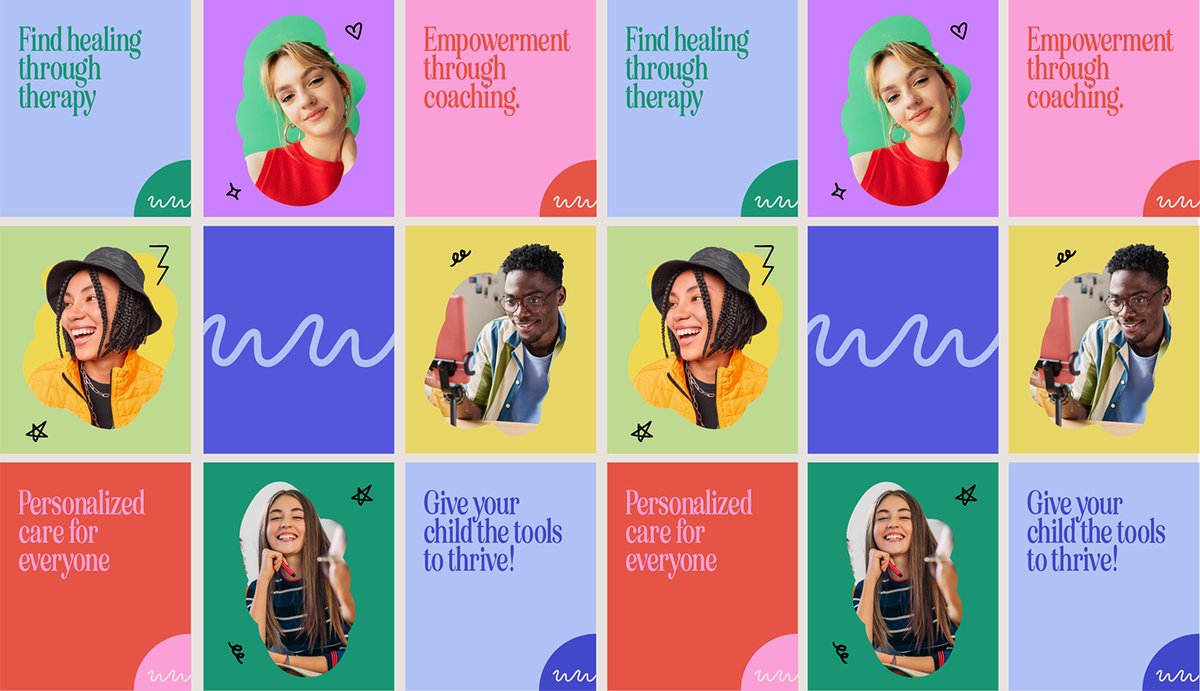 Find healing
through
therapy
Empowerment
through
coaching.
Find healing
through
therapy
Empowerment
through
coaching.
Personalized
care for
everyone
Give your
child the tools
to thrive!
Personalized
care for
everyone
Give your
child the tools
to thrive!